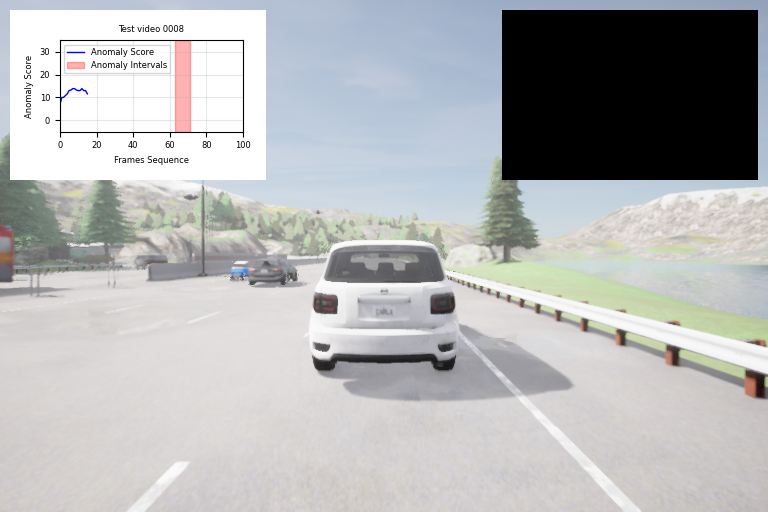 Test video 0008
Anomaly Score
Anomaly Intervals
Anomaly Score
30
20
10
0
0 20 40 60 80 100
Frames Sequence